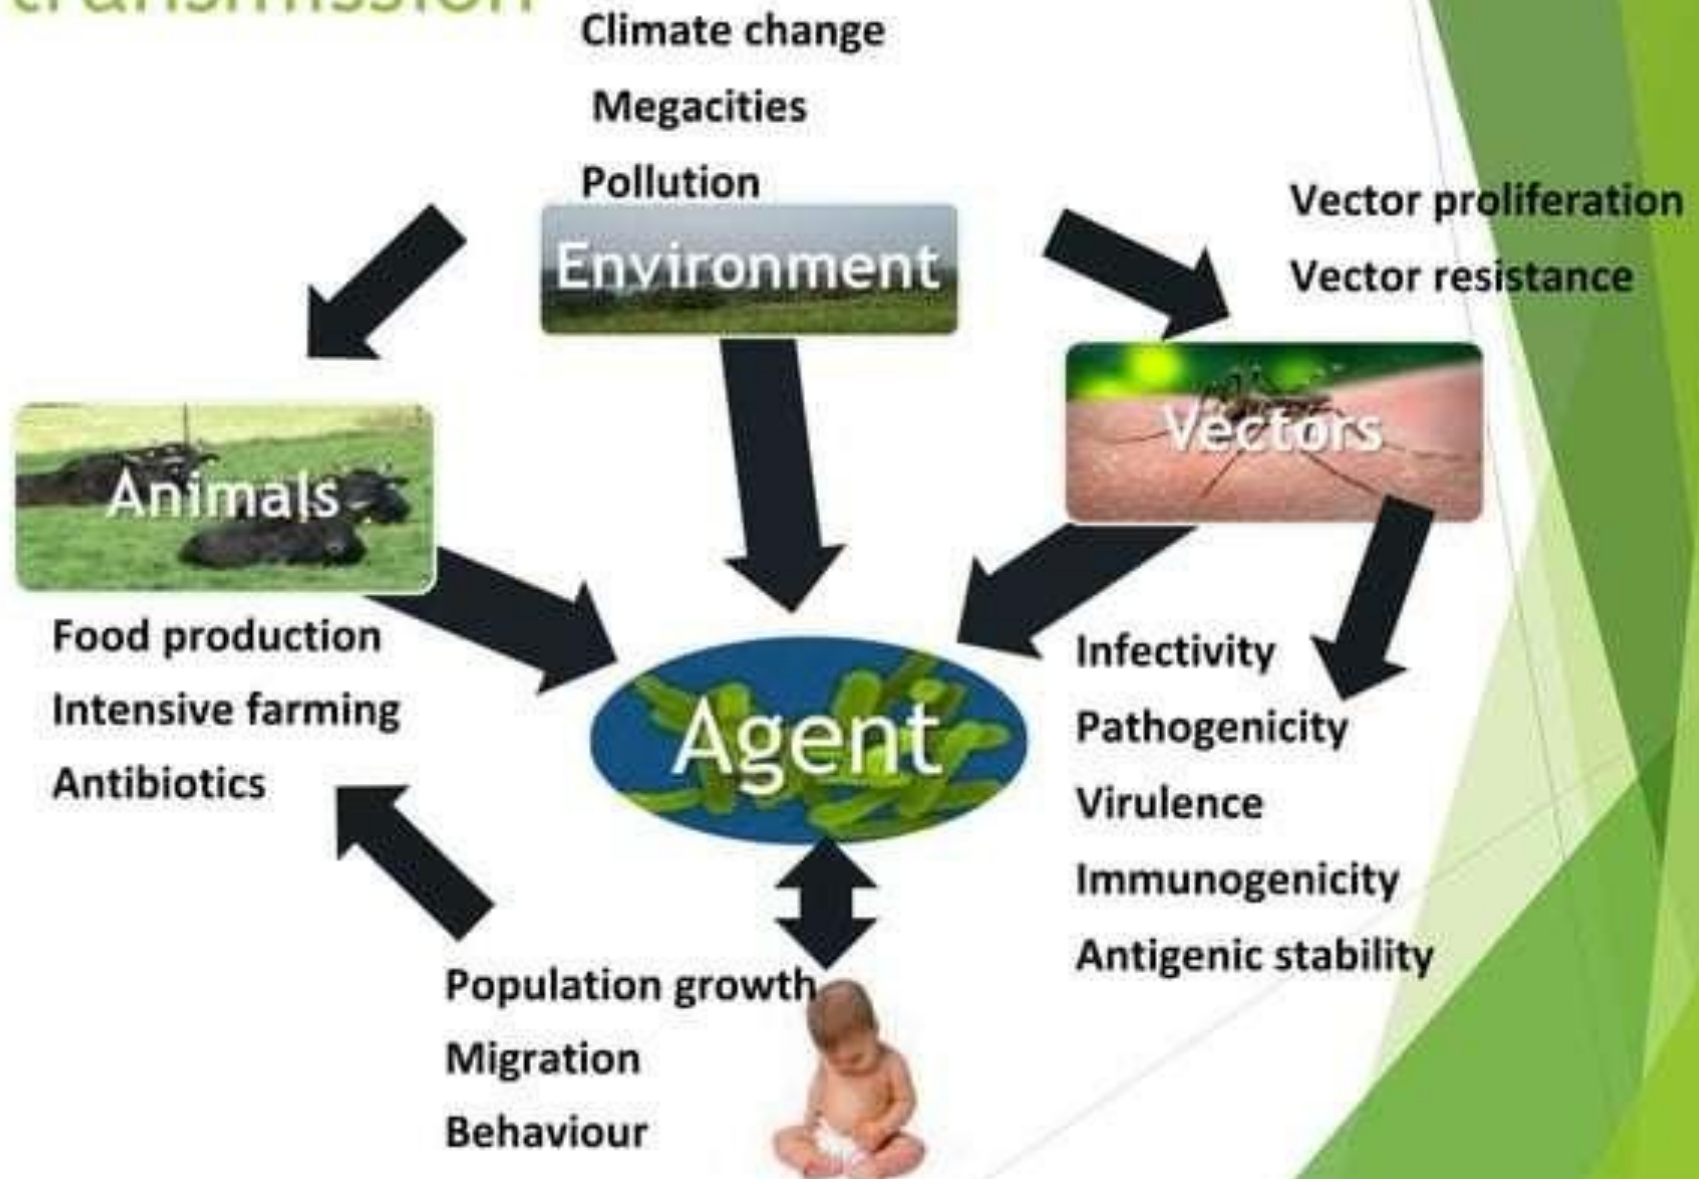 transmission
Climate change
Megacities
Pollution
Environment
Vector proliferation
Vector resistance
Vectors
Animals
Food production
Intensive farming
Antibiotics
Agent
Infectivity
Pathogenicity
Virulence
Immunogenicity
Antigenic stability
Population growth
Migration
Behaviour